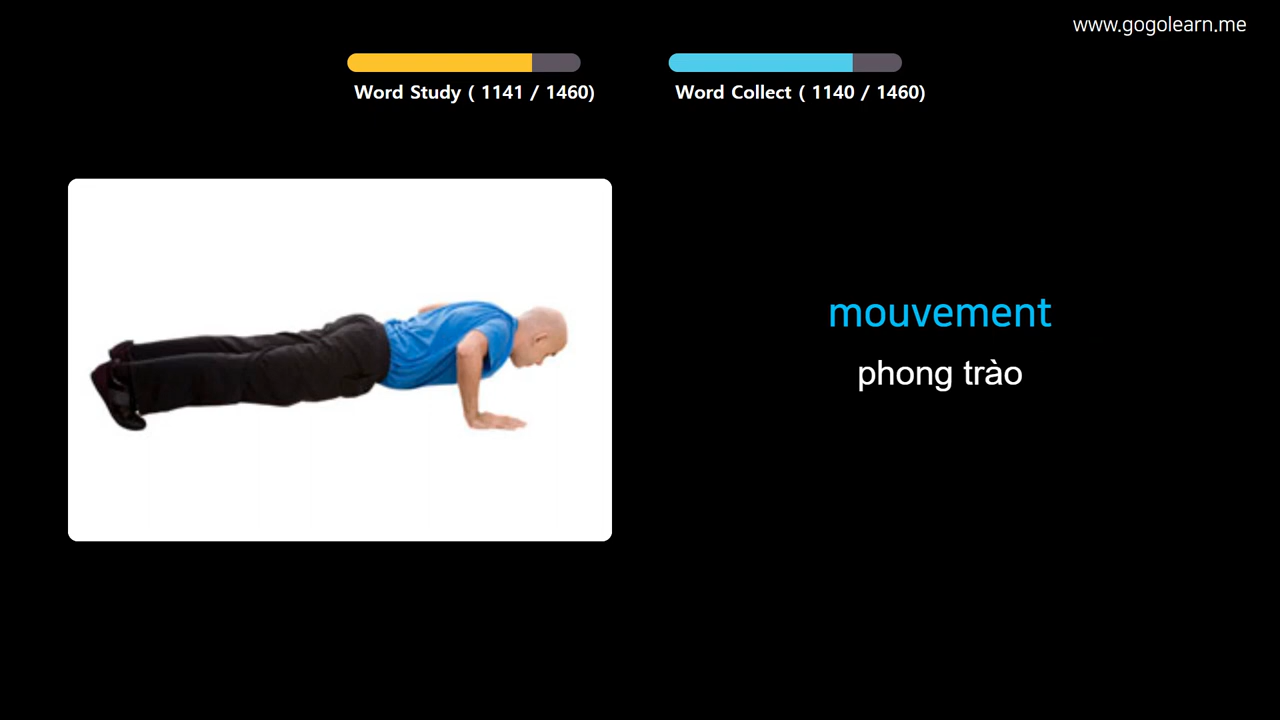 www.gogolearn.me
Word Study ( 1141 / 1460)
Word Collect ( 1140 / 1460)
mouvement
phong trào